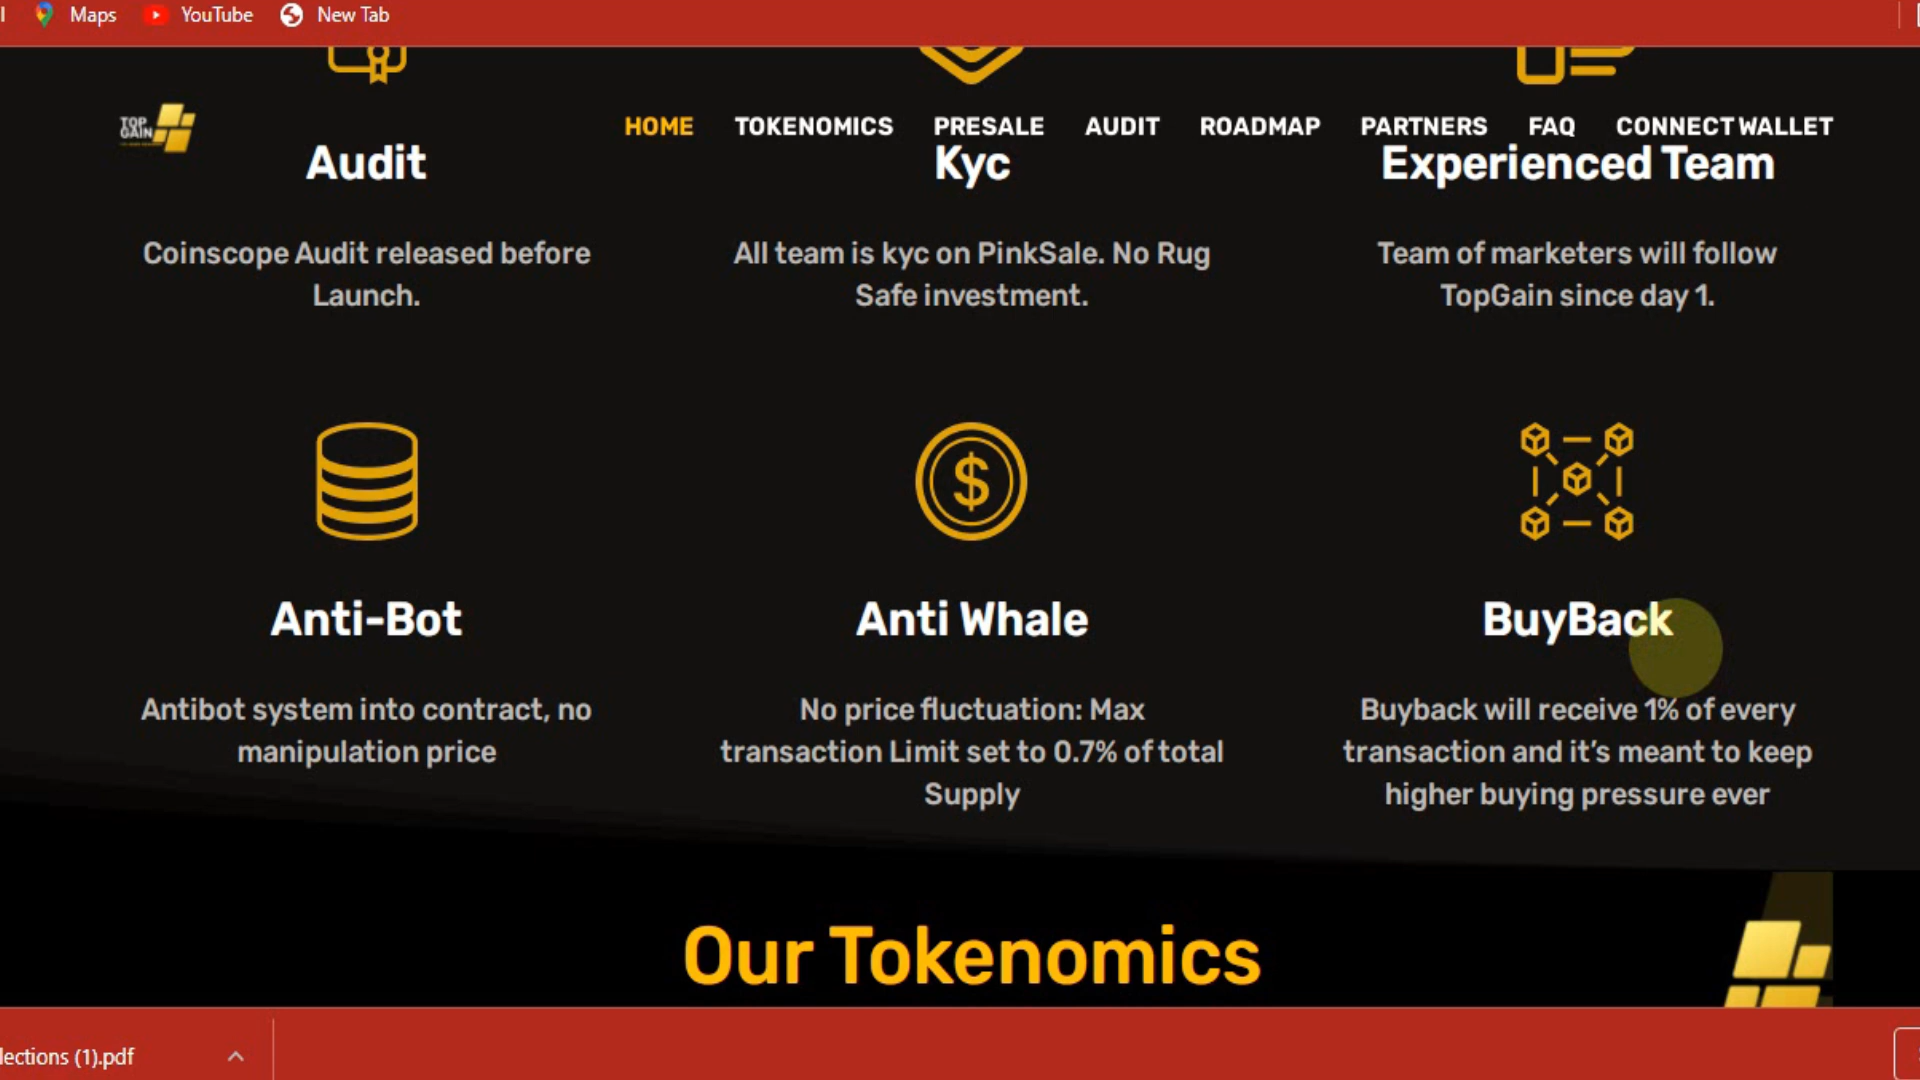 Maps YouTube New Tab
TOP GAIN
HOME TOKENOMICS PRESALE AUDIT ROADMAP PARTNERS FAQ CONNECT WALLET
Audit
Coinscope Audit released before
Launch.
Kyc
All team is kyc on PinkSale. No Rug
Safe investment.
Experienced Team
Team of marketers will follow
TopGain since day 1.
Anti-Bot
Antibot system into contract, no
manipulation price
Anti Whale
No price fluctuation: Max
transaction Limit set to 0.7% of total
Supply
BuyBack
Buyback will receive 1% of every
transaction and it’s meant to keep
higher buying pressure ever
Our Tokenomics
lections (1).pdf